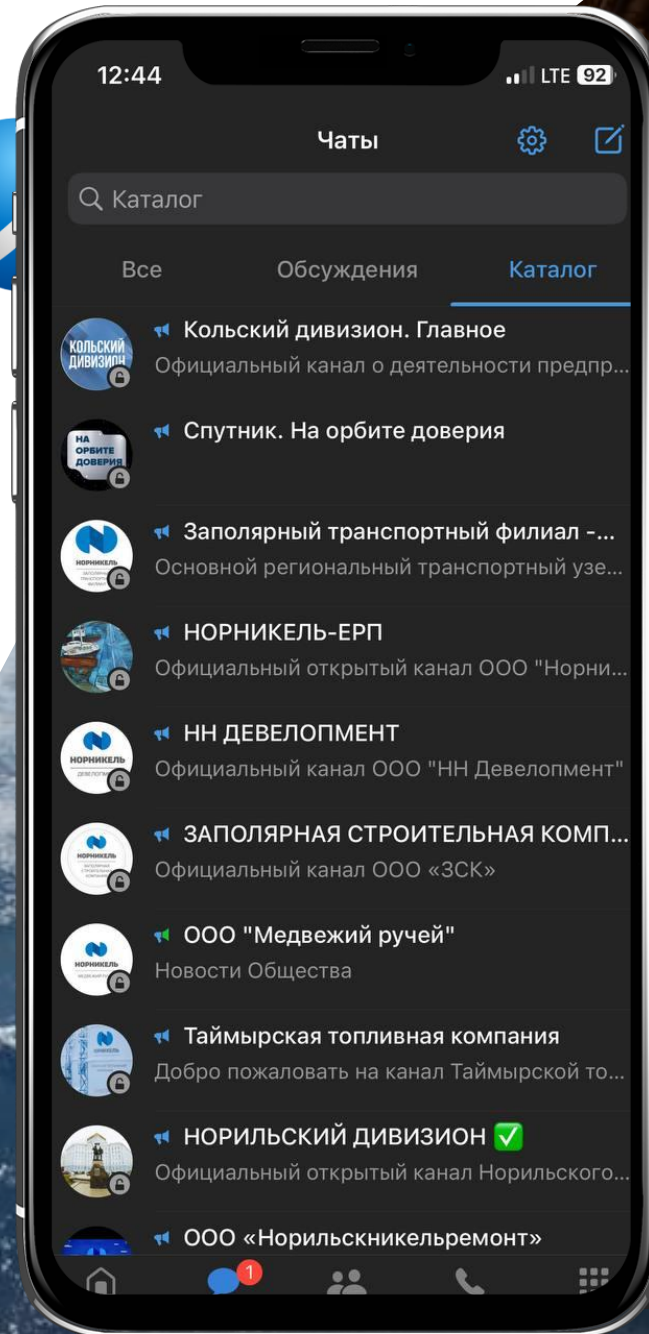 12:44
LTE 92
Чаты
Каталог
Все Обсуждения Каталог
КОЛЬСКИЙ
ДИВИЗИОН
Кольский дивизион. Главное
Официальный канал о деятельности предпр...
НА
ОРБИТЕ
ДОВЕРИЯ
Спутник. На орбите доверия
НОРНИКЕЛЬ
Заполярный транспортный филиал -...
Основной региональный транспортный узе...
НОРНИКЕЛЬ-ЕРП
Официальный открытый канал ООО "Норни...
НОРНИКЕЛЬ
НН ДЕВЕЛОПМЕНТ
Официальный канал ООО "НН Девелопмент"
НОРНИКЕЛЬ
ЗАПОЛЯРНАЯ СТРОИТЕЛЬНАЯ КОМП...
Официальный канал ООО «ЗСК»
НОРНИКЕЛЬ
ООО "Медвежий ручей"
Новости Общества
Таймырская топливная компания
Добро пожаловать на канал Таймырской то...
НОРИЛЬСКИЙ ДИВИЗИОН ✅
Официальный открытый канал Норильского...
ООО «Норильскникельремонт»
1